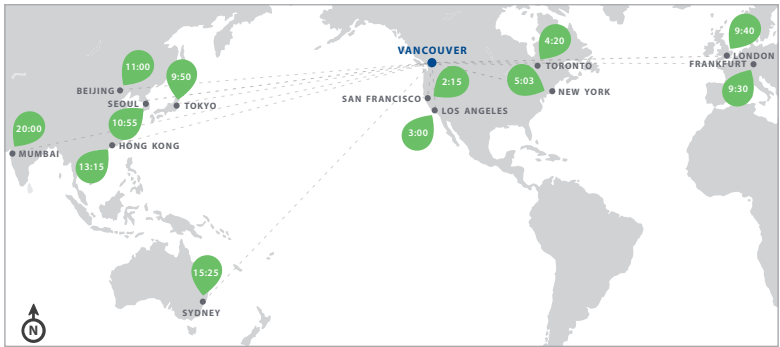 9:40
4:20
VANCOUVER
LONDON
11:00
FRANKFURT
TORONTO
9:50
2:15
5:03
9:30
BEIJING
NEW YORK
SAN FRANCISCO
SEOUL
TOKYO
LOS ANGELES
10:55
20:00
3:00
HONG KONG
MUMBAI
13:15
15:25
SYDNEY
N